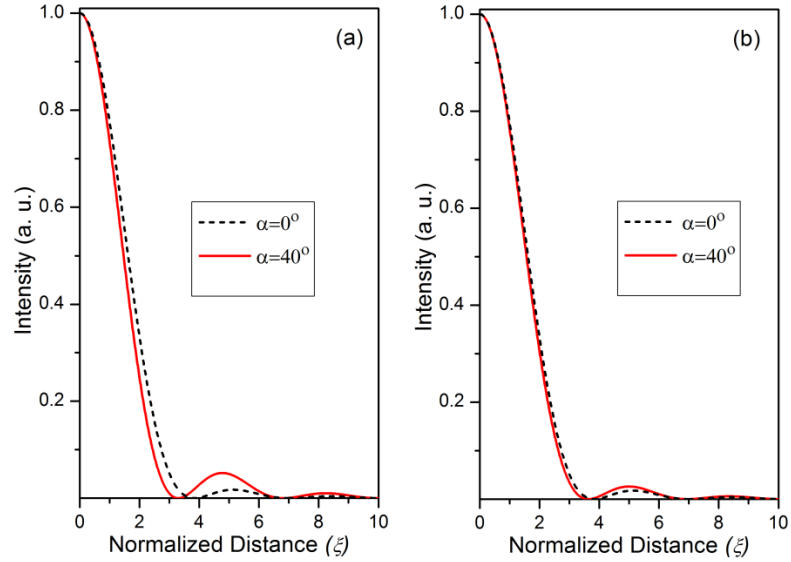 (a)
Intensity (a. u.)
1.0
0.8
0.6
0.4
0.2
α=0°
α=40°
0 2 4 6 8 10
Normalized Distance (ξ)
(b)
Intensity (a. u.)
1.0
0.8
0.6
0.4
0.2
α=0°
α=40°
0 2 4 6 8 10
Normalized Distance (ξ)